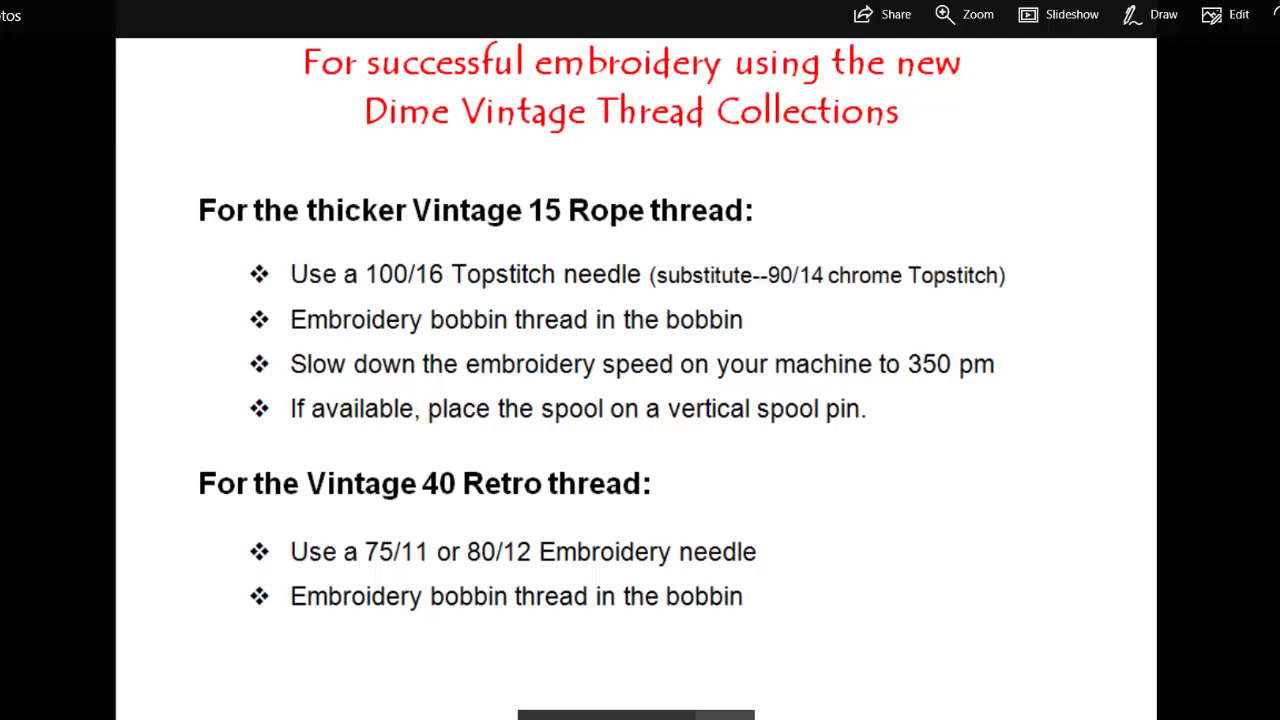 otos
Share
Zoom
Slideshow
Draw
Edit
For successful embroidery using the new
Dime Vintage Thread Collections
For the thicker Vintage 15 Rope thread:
❖ Use a 100/16 Topstitch needle (substitute--90/14 chrome Topstitch)
❖ Embroidery bobbin thread in the bobbin
❖ Slow down the embroidery speed on your machine to 350 pm
❖ If available, place the spool on a vertical spool pin.
For the Vintage 40 Retro thread:
❖ Use a 75/11 or 80/12 Embroidery needle
❖ Embroidery bobbin thread in the bobbin